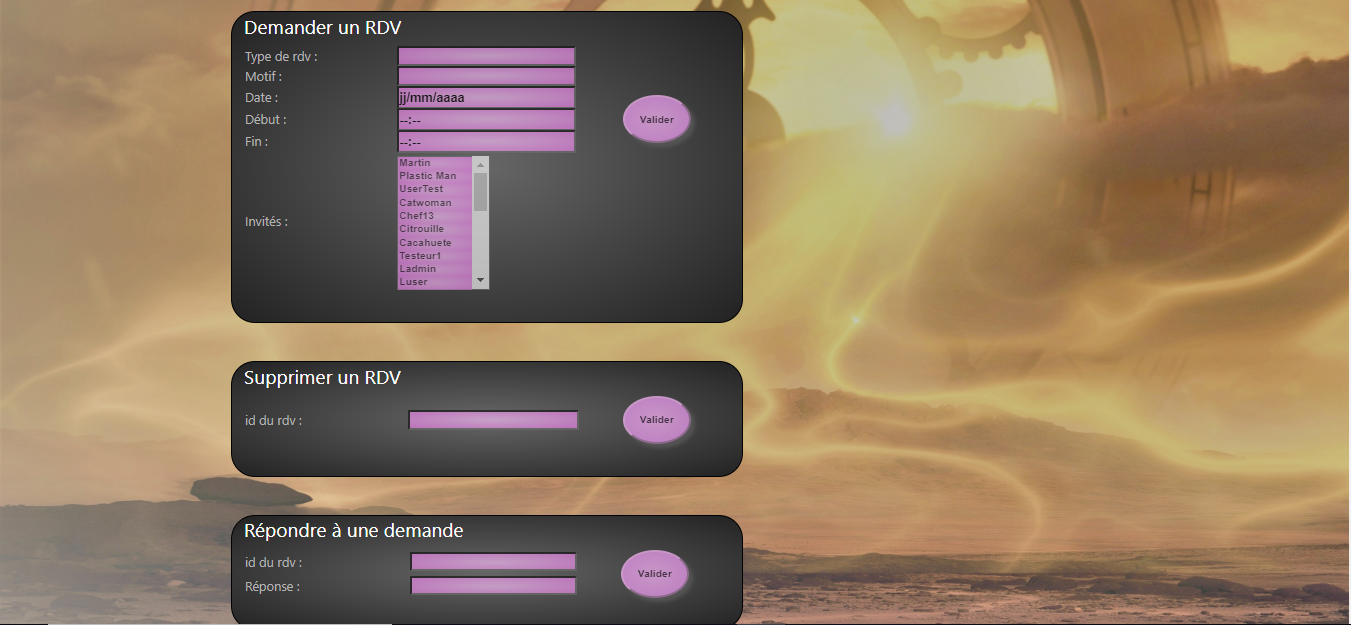 Demander un RDV
Type de rdv :
Motif :
Date : jj/mm/aaaa
Début : --:--
Fin : --:--
Valider
Invités :
Martin
Plastic Man
UserTest
Catwoman
Chef13
Citrouille
Cacahuete
Testeur1
Ladmin
Luser
Supprimer un RDV
id du rdv :
Valider
Répondre à une demande
id du rdv :
Réponse :
Valider